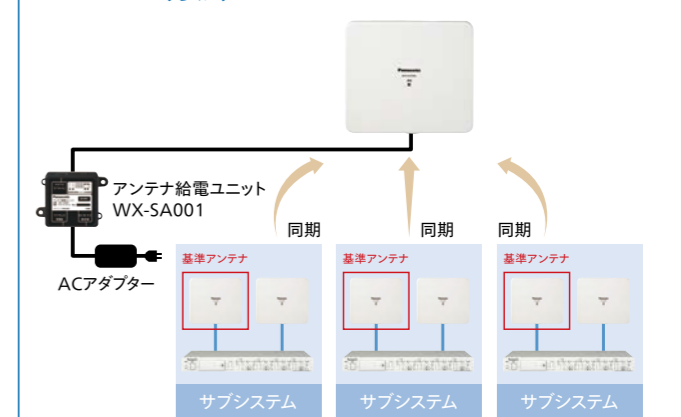 Panasonic
アンテナ給電ユニット
WX-SA001
ACアダプター
同期
同期
同期
基準アンテナ
基準アンテナ
基準アンテナ
サブシステム
サブシステム
サブシステム